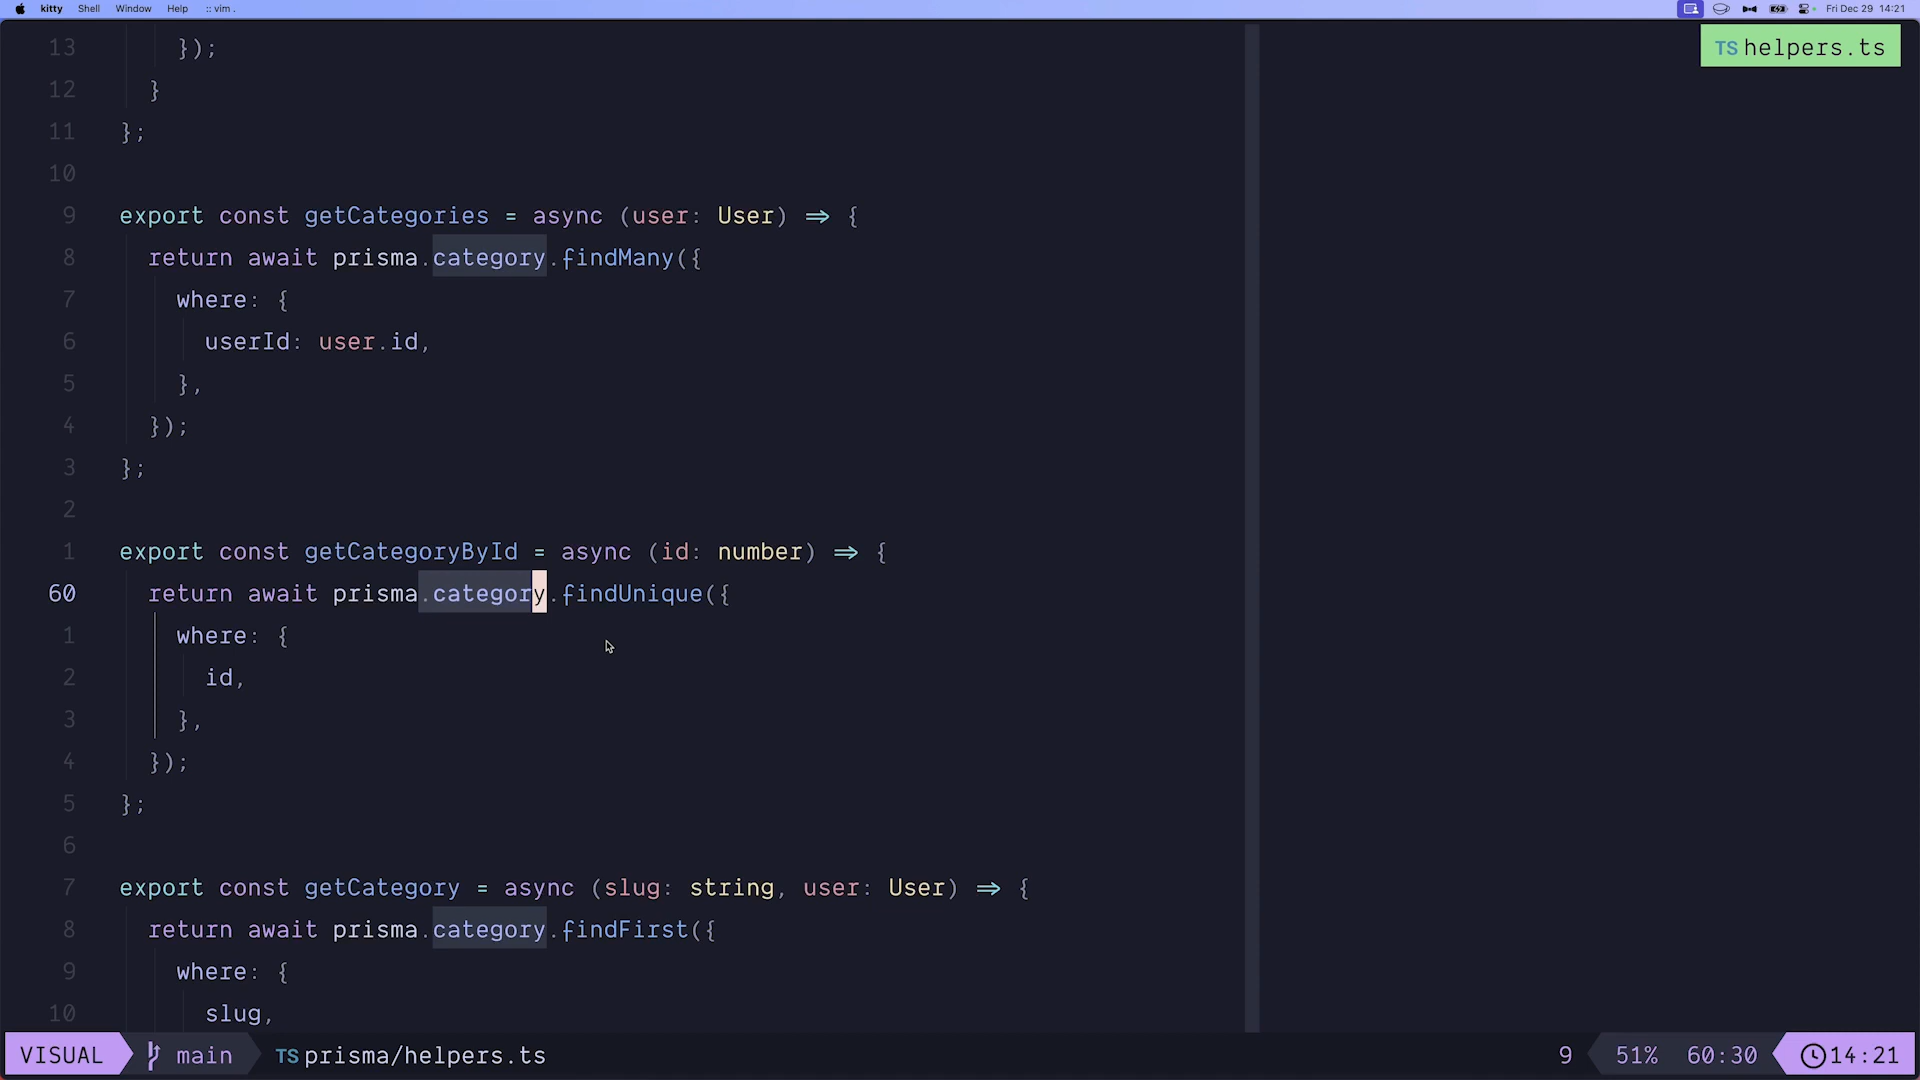 kitty Shell Window Help :: vim . Fri Dec 29 14:21
TS helpers.ts
13 });
12 }
11 };
10
9 export const getCategories = async (user: User) => {
8 return await prisma.category.findMany({
7 where: {
6 userId: user.id,
5 },
4 });
3 };
2
1 export const getCategoryById = async (id: number) => {
60 return await prisma.category.findUnique({
1 where: {
2 id,
3 },
4 });
5 };
6
7 export const getCategory = async (slug: string, user: User) => {
8 return await prisma.category.findFirst({
9 where: {
10 slug,
VISUAL main TS prisma/helpers.ts 9 51% 60:30 14:21